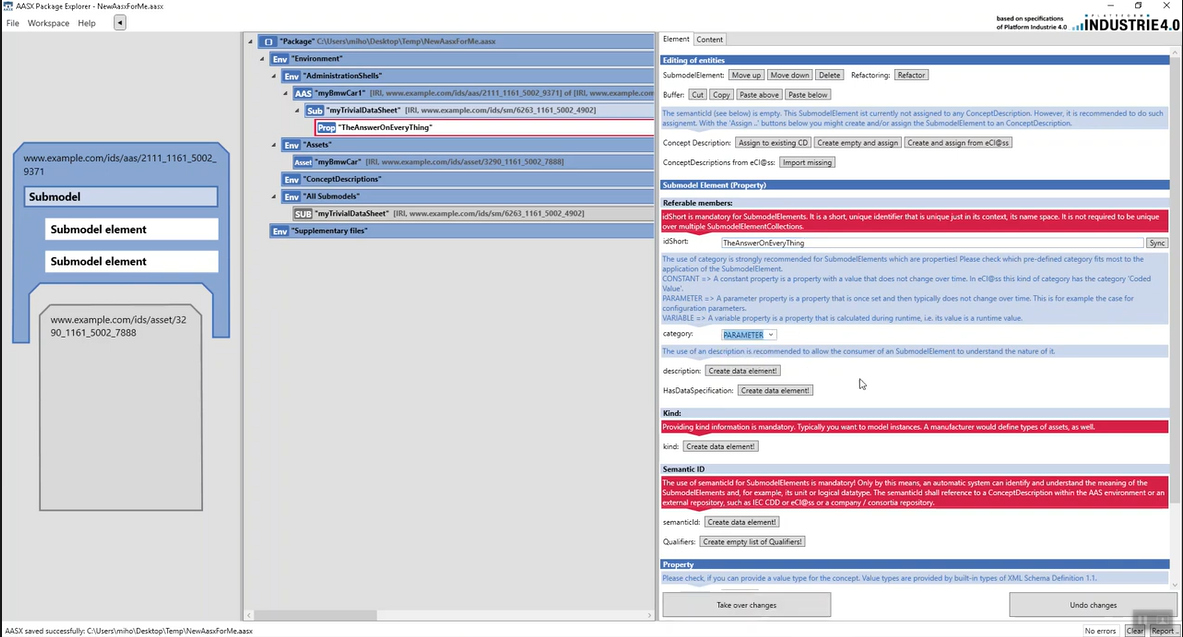 AASX Package Explorer - NewAasxForMe.aasx
File Workspace Help
based on specifications
of Platform Industrie 4.0
PLATTFORM
INDUSTRIE4.0
www.example.com/ids/aas/2111_1161_5002_
9371
Submodel
Submodel element
Submodel element
www.example.com/ids/asset/32
90_1161_5002_7888
"Package" C:\Users\miho\Desktop\Temp\NewAasxForMe.aasx
Env "Environment"
Env "AdministrationShells"
AAS "myBmwCar1" [IRI, www.example.com/ids/aas/2111_1161_5002_9371] of [IRI, www.example.com
Sub "myTrivialDataSheet" [IRI, www.example.com/ids/sm/6263_1161_5002_4902]
Prop "TheAnswerOnEveryThing"
Env "Assets"
Asset "myBmwCar" [IRI, www.example.com/ids/asset/3290_1161_5002_7888]
Env "ConceptDescriptions"
Env "All Submodels"
SUB "myTrivialDataSheet" [IRI, www.example.com/ids/sm/6263_1161_5002_4902]
Env "Supplementary files"
Element Content
Editing of entities
SubmodelElement: Move up Move down Delete Refactoring: Refactor
Buffer: Cut Copy Paste above Paste below
The semanticId (see below) is empty. This SubmodelElement ist currently not assigned to any ConceptDescription. However, it is recommended to do such
assignment. With the 'Assign ..' buttons below you might create and/or assign the SubmodelElement to an ConceptDescription.
Concept Description: Assign to existing CD Create empty and assign Create and assign from eCl@ss
ConceptDescriptions from eCl@ss: Import missing
Submodel Element (Property)
Referable members:
idShort is mandatory for SubmodelElements. It is a short, unique identifier that is unique just in its context, its name space. It is not required to be unique
over multiple SubmodelElementCollections.
idShort: TheAnswerOnEveryThing Sync
The use of category is strongly recommended for SubmodelElements which are properties! Please check which pre-defined category fits most to the
application of the SubmodelElement.
CONSTANT => A constant property is a property with a value that does not change over time. In eCl@ss this kind of category has the category 'Coded
Value'.
PARAMETER => A parameter property is a property that is once set and then typically does not change over time. This is for example the case for
configuration parameters.
VARIABLE => A variable property is a property that is calculated during runtime, i.e. its value is a runtime value.
category: PARAMETER
The use of an description is recommended to allow the consumer of an SubmodelElement to understand the nature of it.
description: Create data element!
HasDataSpecification: Create data element!
Kind:
Providing kind information is mandatory. Typically you want to model instances. A manufacturer would define types of assets, as well.
kind: Create data element!
Semantic ID
The use of semanticId for SubmodelElements is mandatory! Only by this means, an automatic system can identify and understand the meaning of the
SubmodelElements and, for example, its unit or logical datatype. The semanticId shall reference to a ConceptDescription within the AAS environment or an
external repository, such as IEC CDD or eCl@ss or a company / consortia repository.
semanticId: Create data element!
Qualifiers: Create empty list of Qualifiers!
Property
Please check, if you can provide a value type for the concept. Value types are provided by built-in types of XML Schema Definition 1.1.
Take over changes Undo changes
AASX saved successfully: C:\Users\miho\Desktop\Temp\NewAasxForMe.aasx
No errors Clear Report..